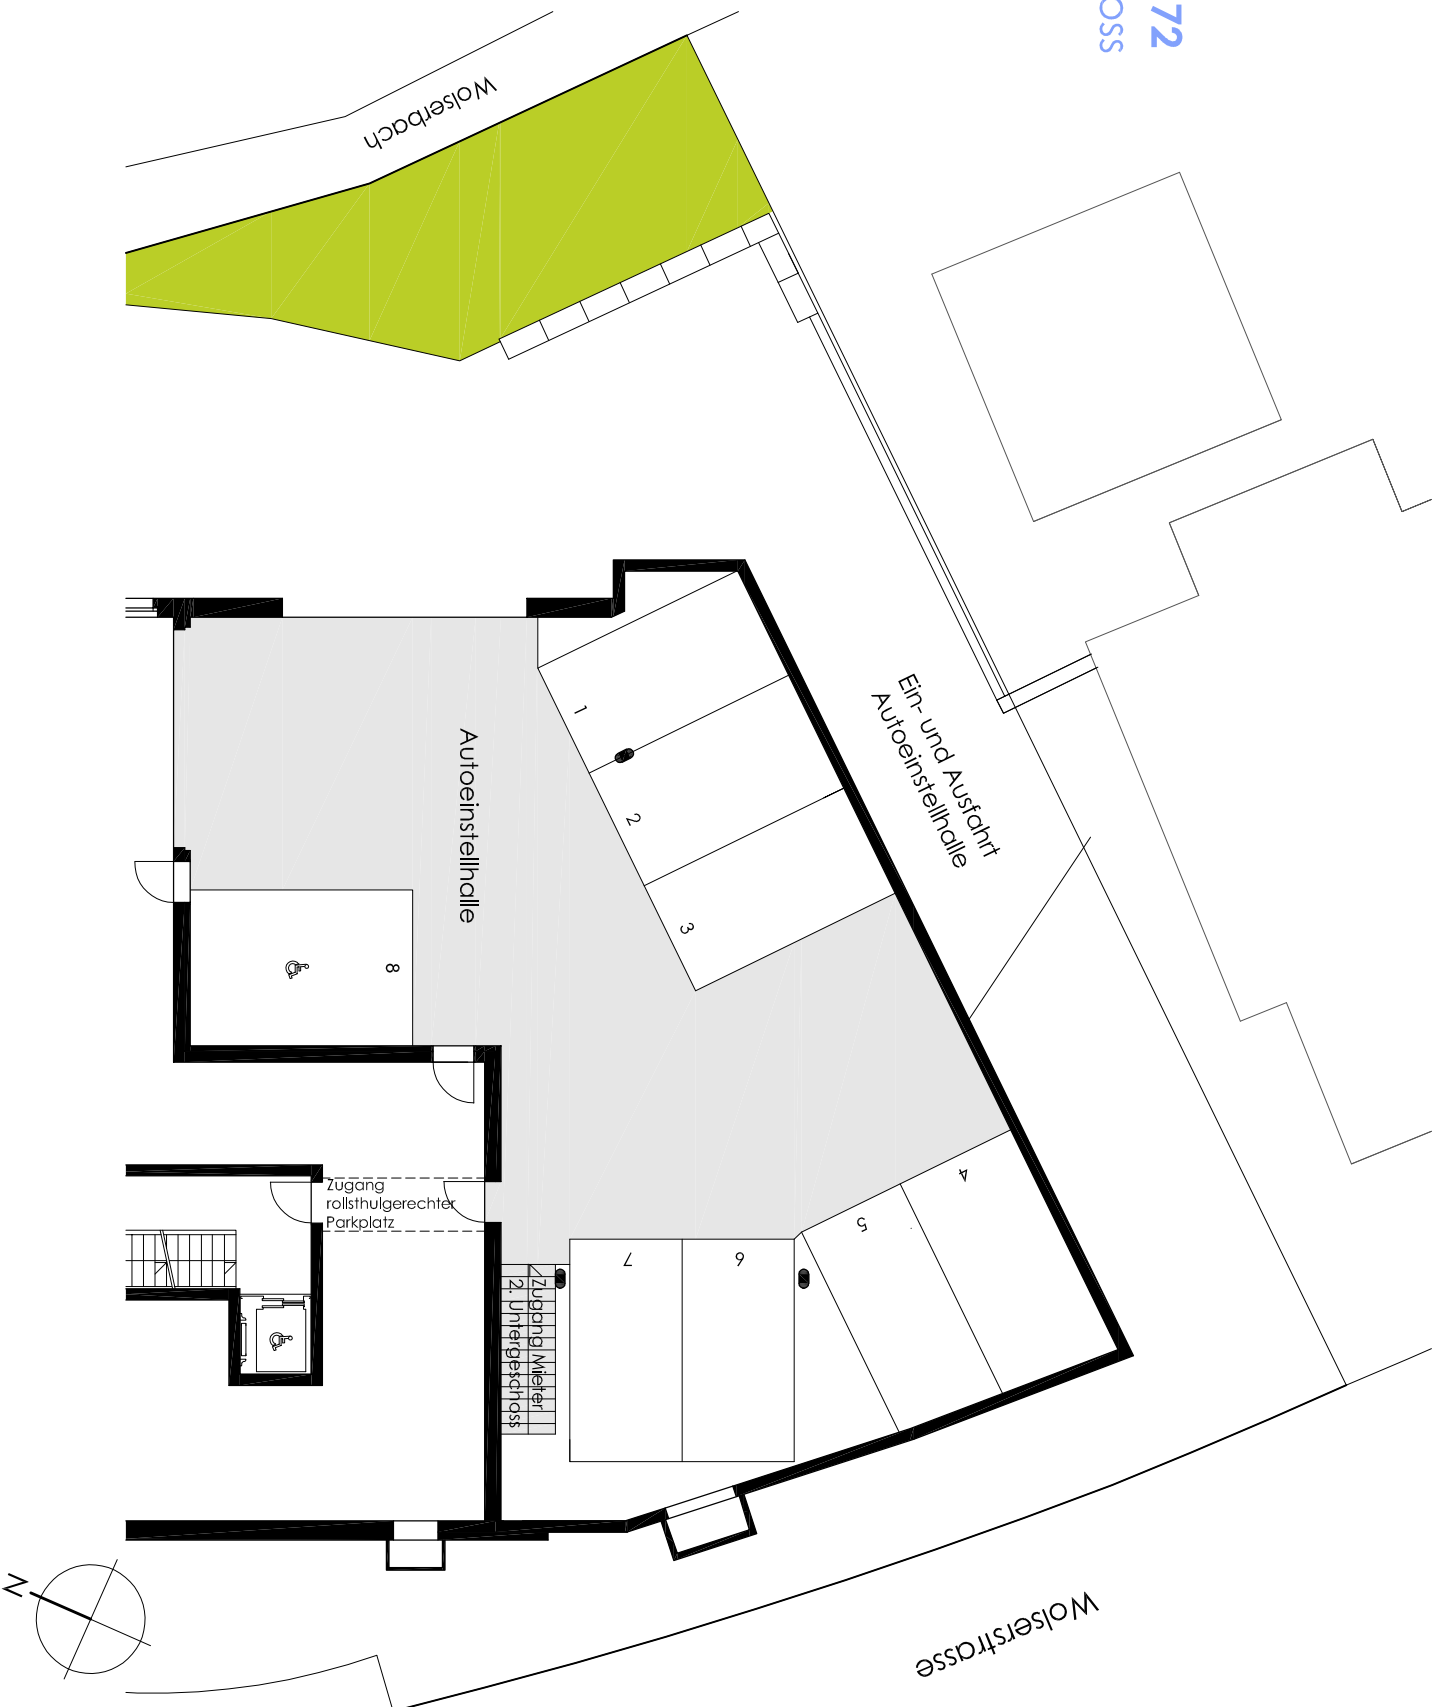 72
OSS
Wolserbach
Ein- und Ausfahrt
Autoeinstellhalle
Autoeinstellhalle
1
2
3
8
4
5
6
7
Zugang
rollsthulgerechter
Parkplatz
Zugang Mieter
2. Untergeschoss
N
Wolserstrasse